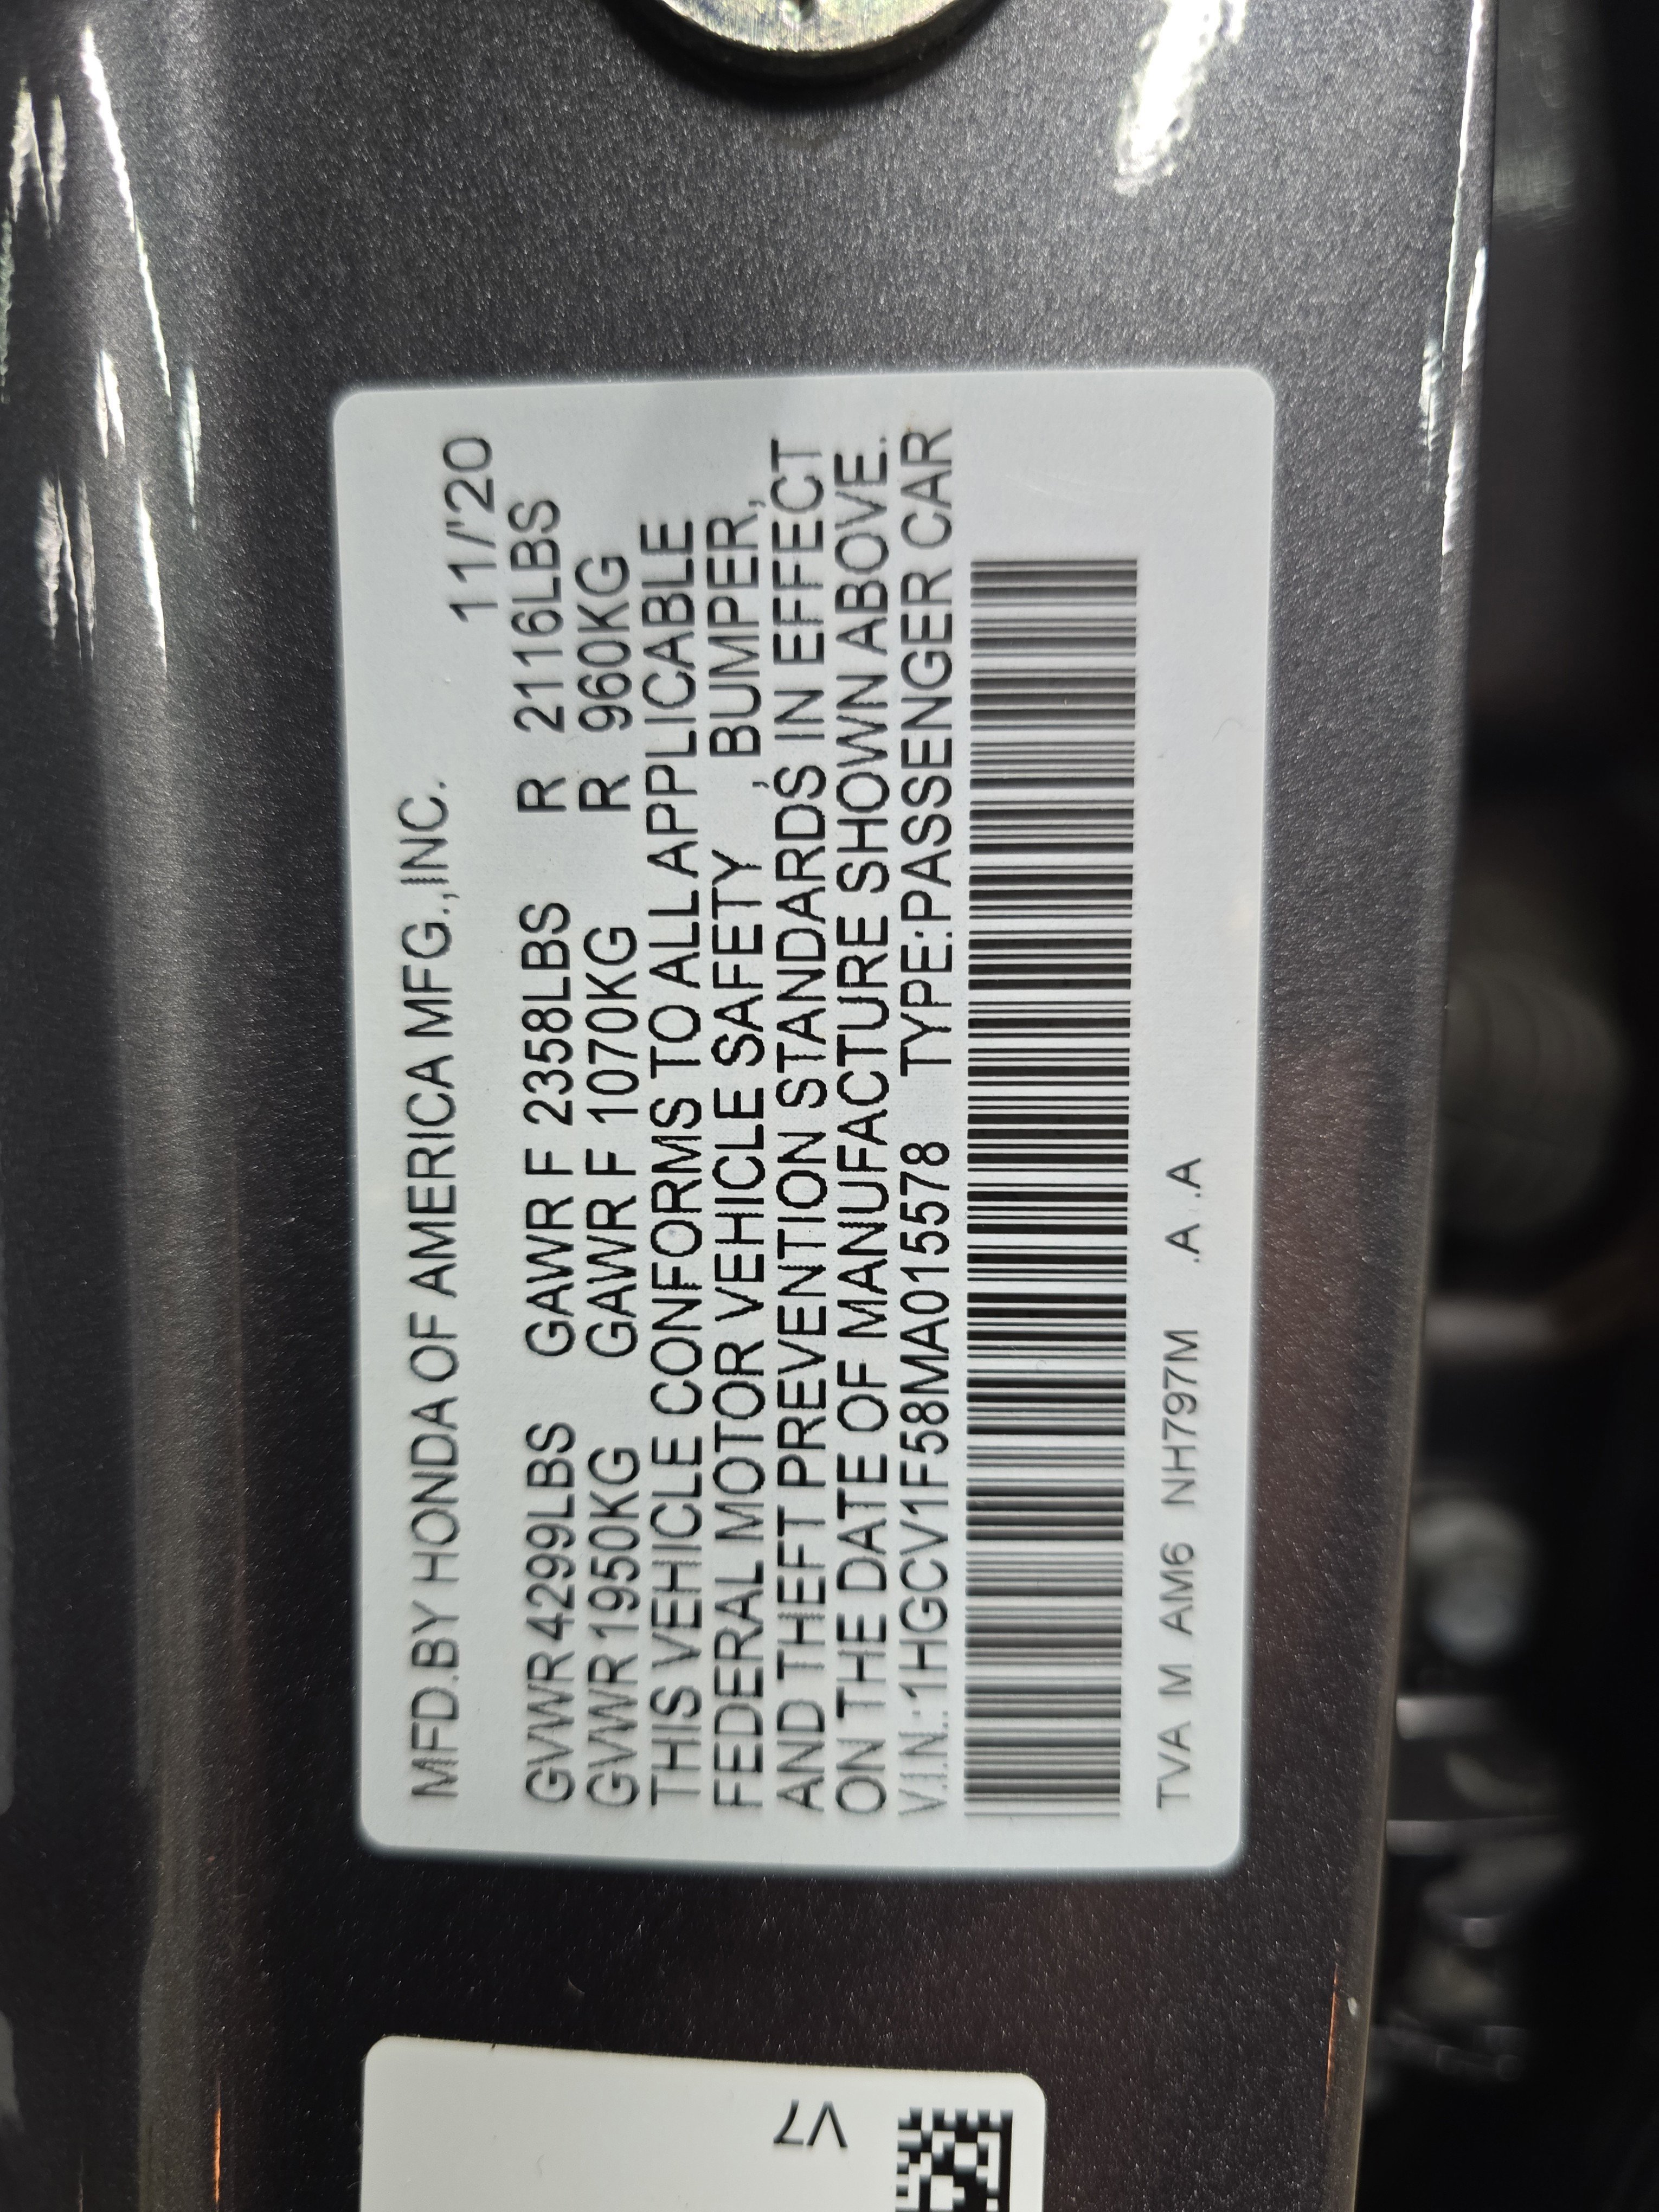 MFD.BY HONDA OF AMERICA MFG.,INC.
11/'20
GVWR 4299LBS GAWR F 2358LBS R 2116LBS
GVWR 1950KG GAWR F 1070KG R 960KG
THIS VEHICLE CONFORMS TO ALL APPLICABLE
FEDERAL MOTOR VEHICLE SAFETY , BUMPER,
AND THEFT PREVENTION STANDARDS IN EFFECT
ON THE DATE OF MANUFACTURE SHOWN ABOVE.
V.I.N.:1HGCV1F58MA015578 TYPE:PASSENGER CAR
TVA M AM6 NH797M .A .A
V7